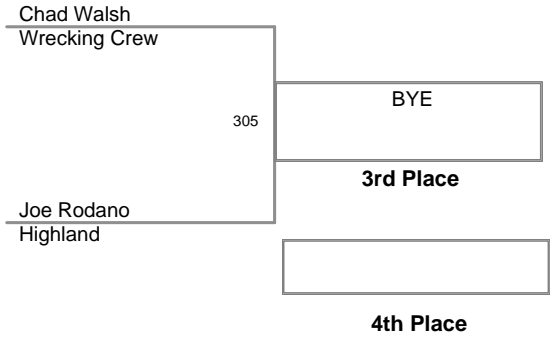 Chad Walsh
Wrecking Crew
BYE
305
3rd Place
Joe Rodano
Highland
4th Place